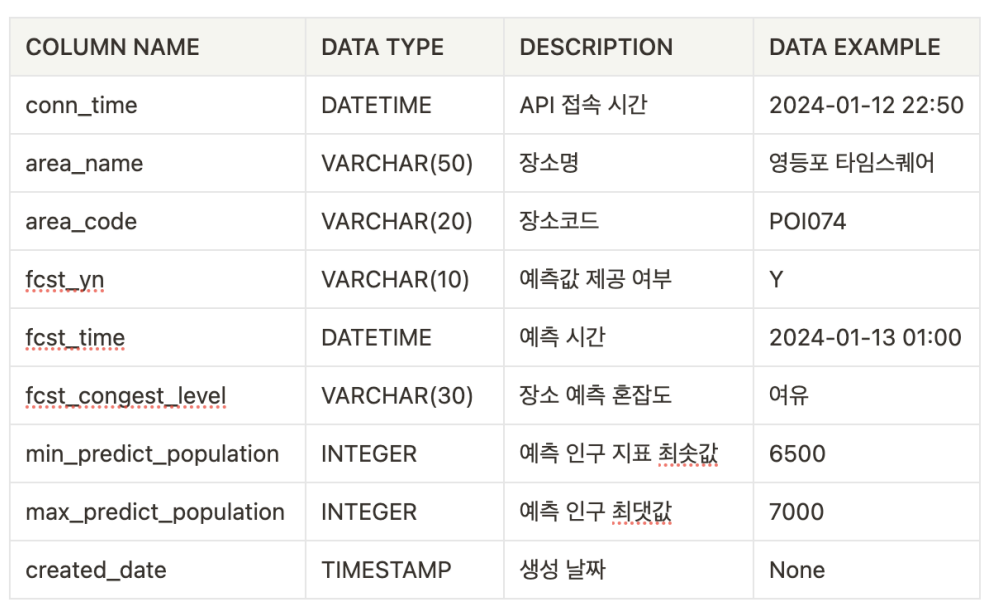 COLUMN NAME DATA TYPE DESCRIPTION DATA EXAMPLE
conn_time DATETIME API 접속 시간 2024-01-12 22:50
area_name VARCHAR(50) 장소명 영등포 타임스퀘어
area_code VARCHAR(20) 장소코드 POI074
fcst_yn VARCHAR(10) 예측값 제공 여부 Y
fcst_time DATETIME 예측 시간 2024-01-13 01:00
fcst_congest_level VARCHAR(30) 장소 예측 혼잡도 여유
min_predict_population INTEGER 예측 인구 지표 최솟값 6500
max_predict_population INTEGER 예측 인구 최댓값 7000
created_date TIMESTAMP 생성 날짜 None